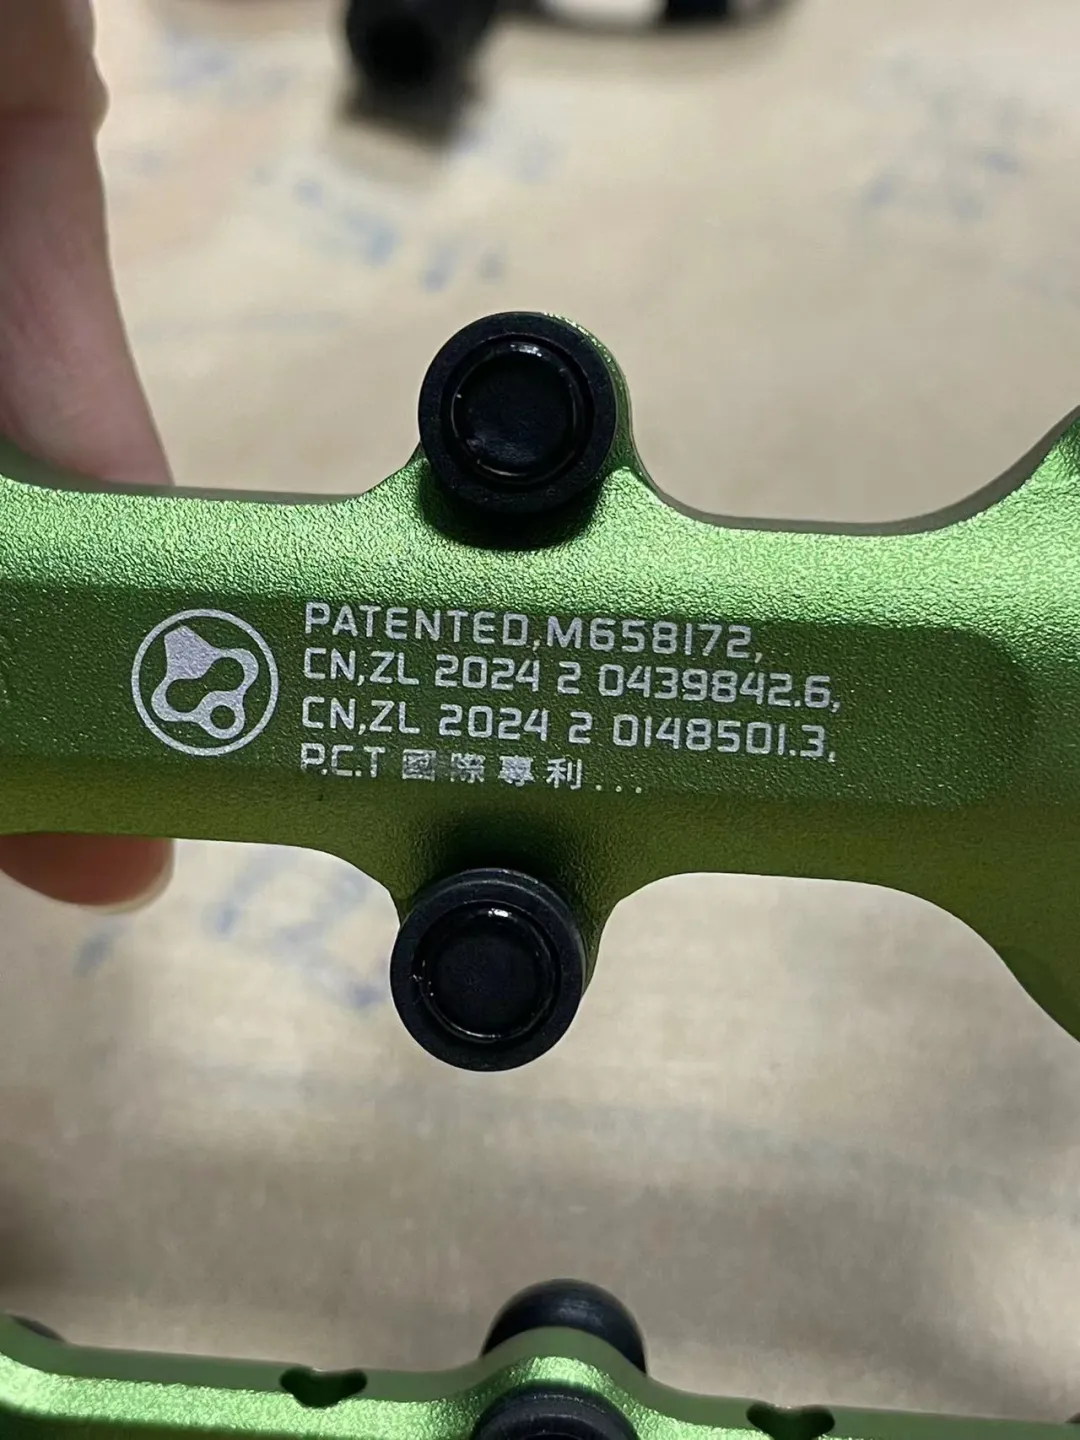 PATENTED,M658172,
CN,ZL 2024 2 0439842.6,
CN,ZL 2024 2 0148501.3,
P.C.T 國際專利...